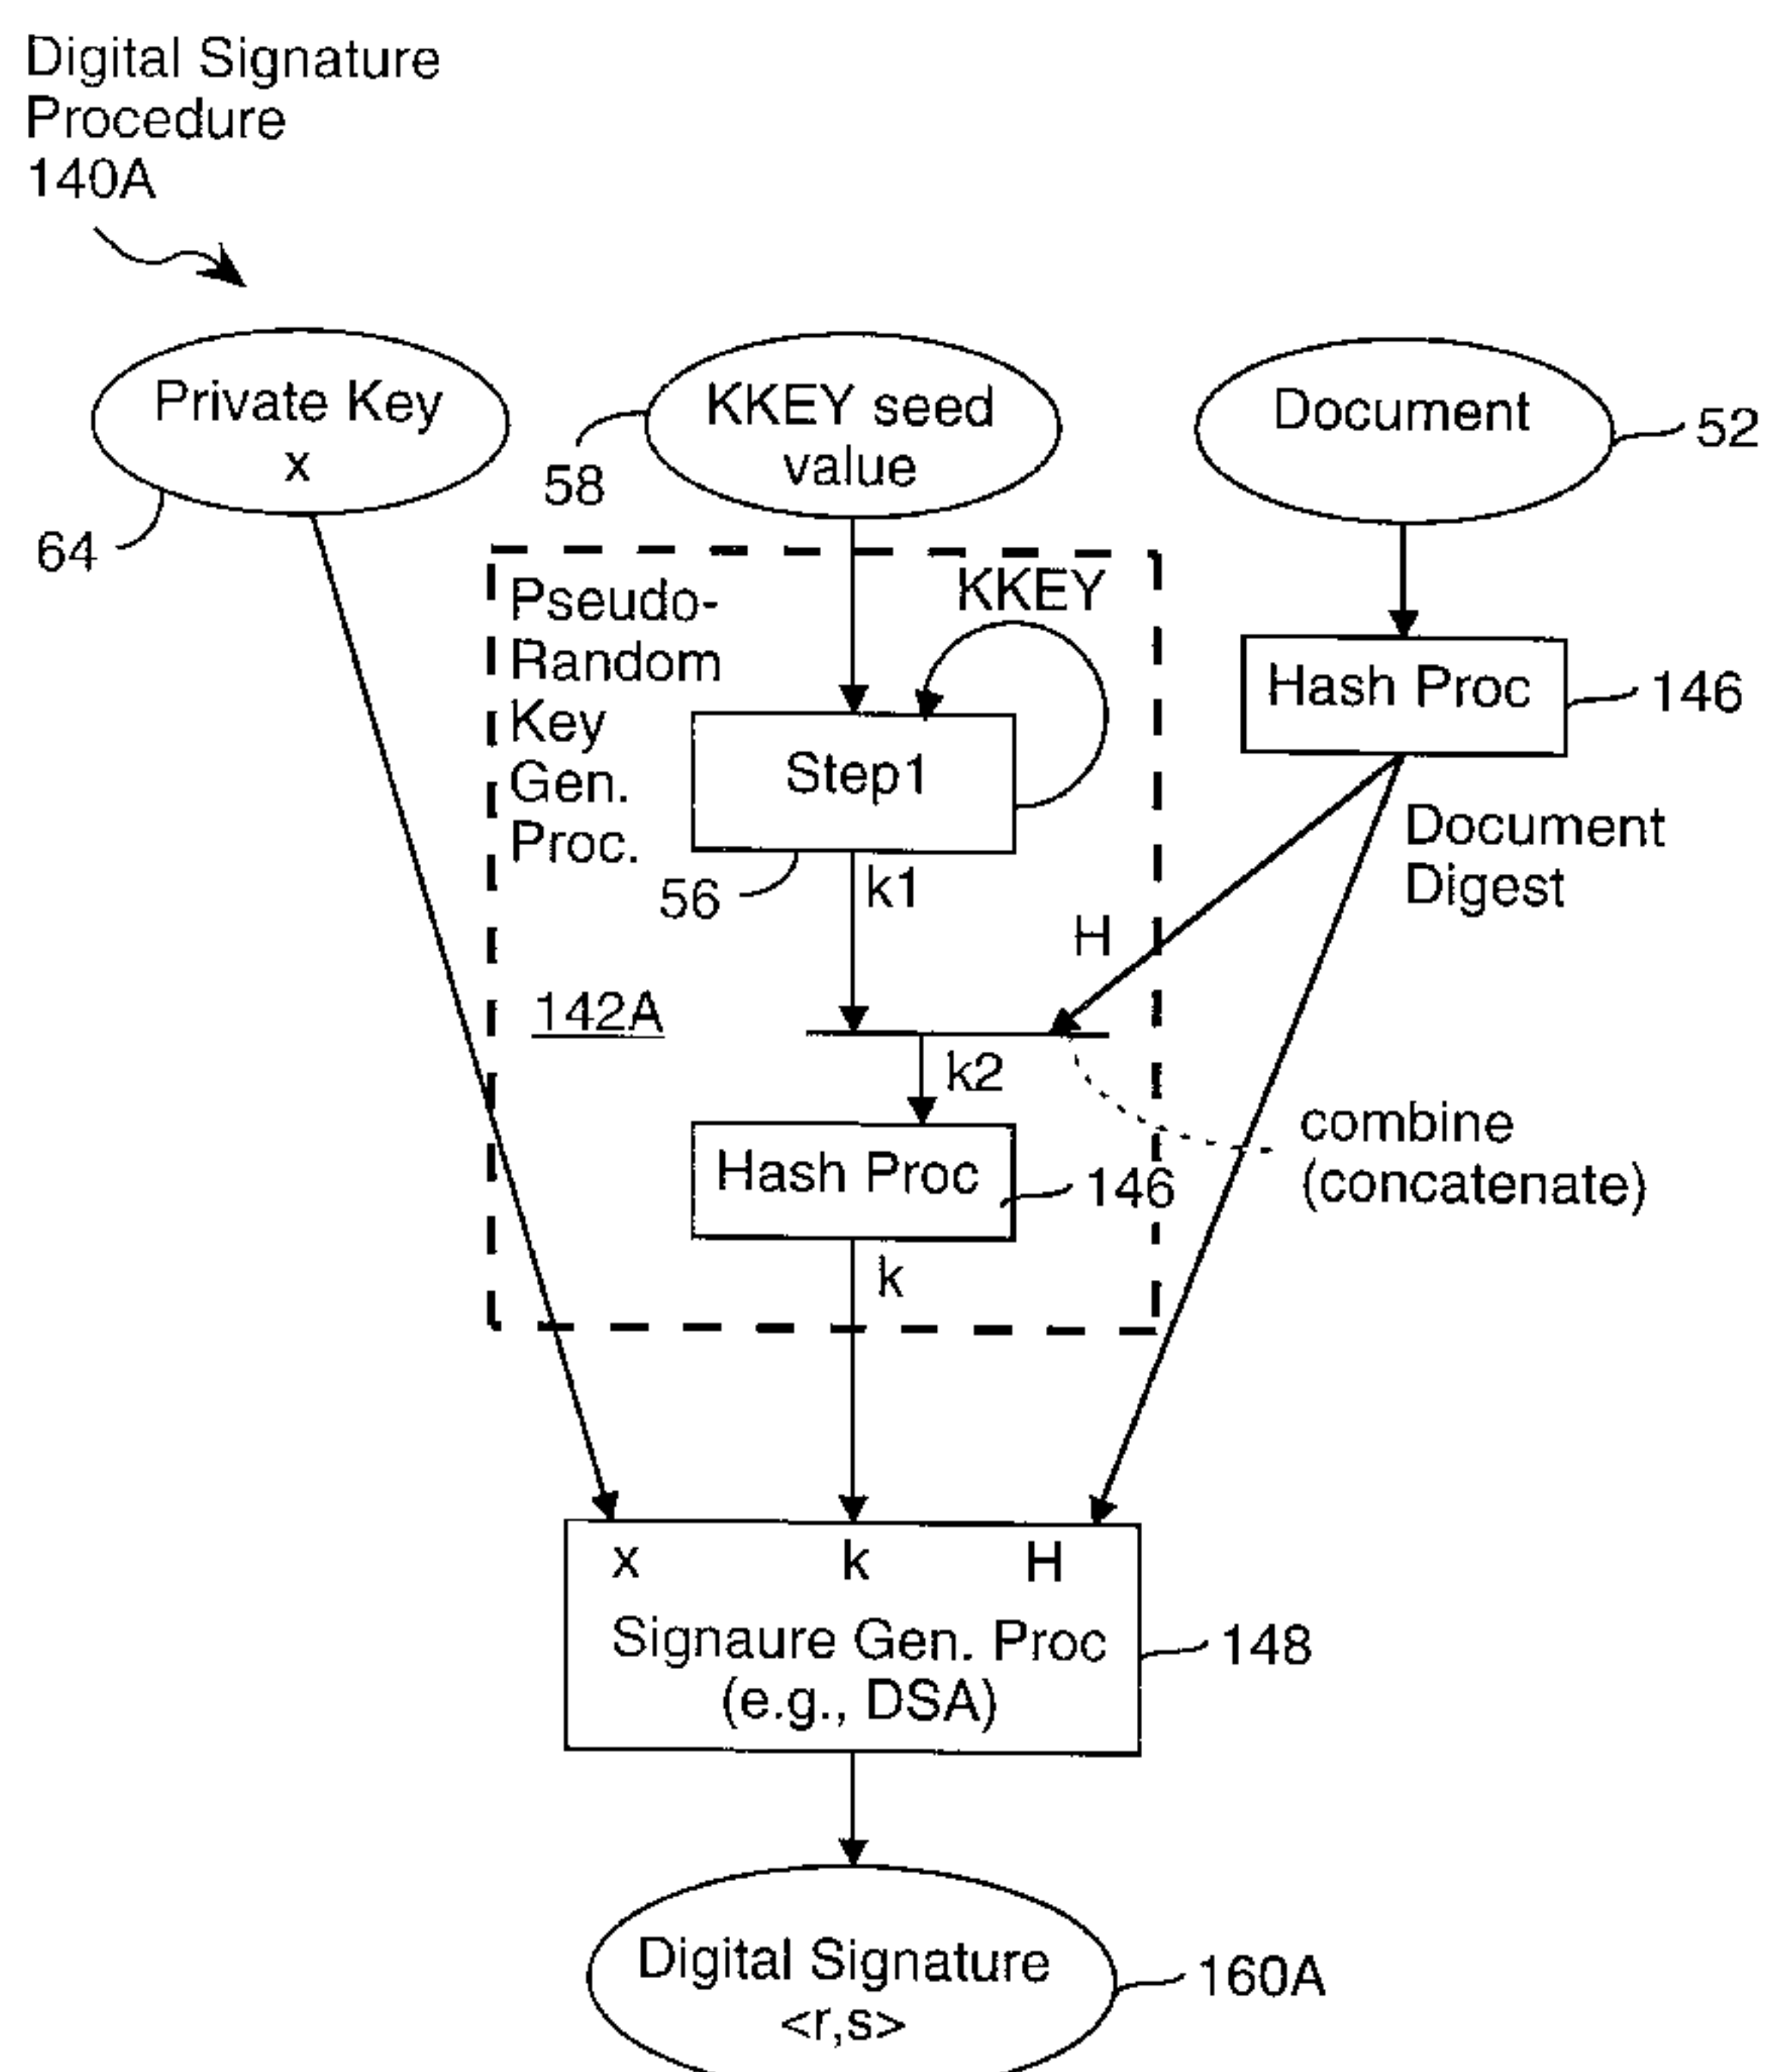 Digital Signature
Procedure
140A
Private Key
x
64
KKEY seed
value
58
Document
52
Pseudo-
Random
Key
Gen.
Proc.
KKEY
Step1
56
k1
Hash Proc
146
Document
Digest
H
142A
k2
combine
(concatenate)
Hash Proc
146
k
x k H
Signaure Gen. Proc
(e.g., DSA)
148
Digital Signature
<r,s>
160A